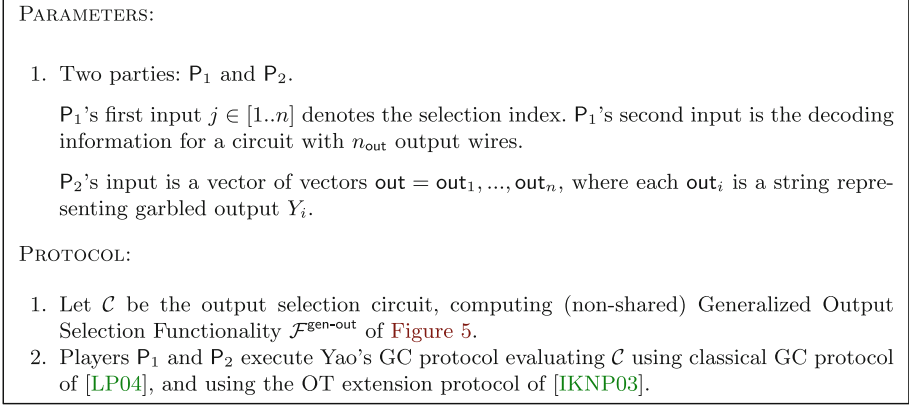 PARAMETERS:
1. Two parties: P₁ and P₂.
P₁'s first input j ∈ [1..n] denotes the selection index. P₁'s second input is the decoding
information for a circuit with n_out output wires.
P₂'s input is a vector of vectors out = out₁, ..., outₙ, where each outᵢ is a string repre-
senting garbled output Yᵢ.
PROTOCOL:
1. Let C be the output selection circuit, computing (non-shared) Generalized Output
Selection Functionality F^gen-out of Figure 5.
2. Players P₁ and P₂ execute Yao's GC protocol evaluating C using classical GC protocol
of [LP04], and using the OT extension protocol of [IKNP03].